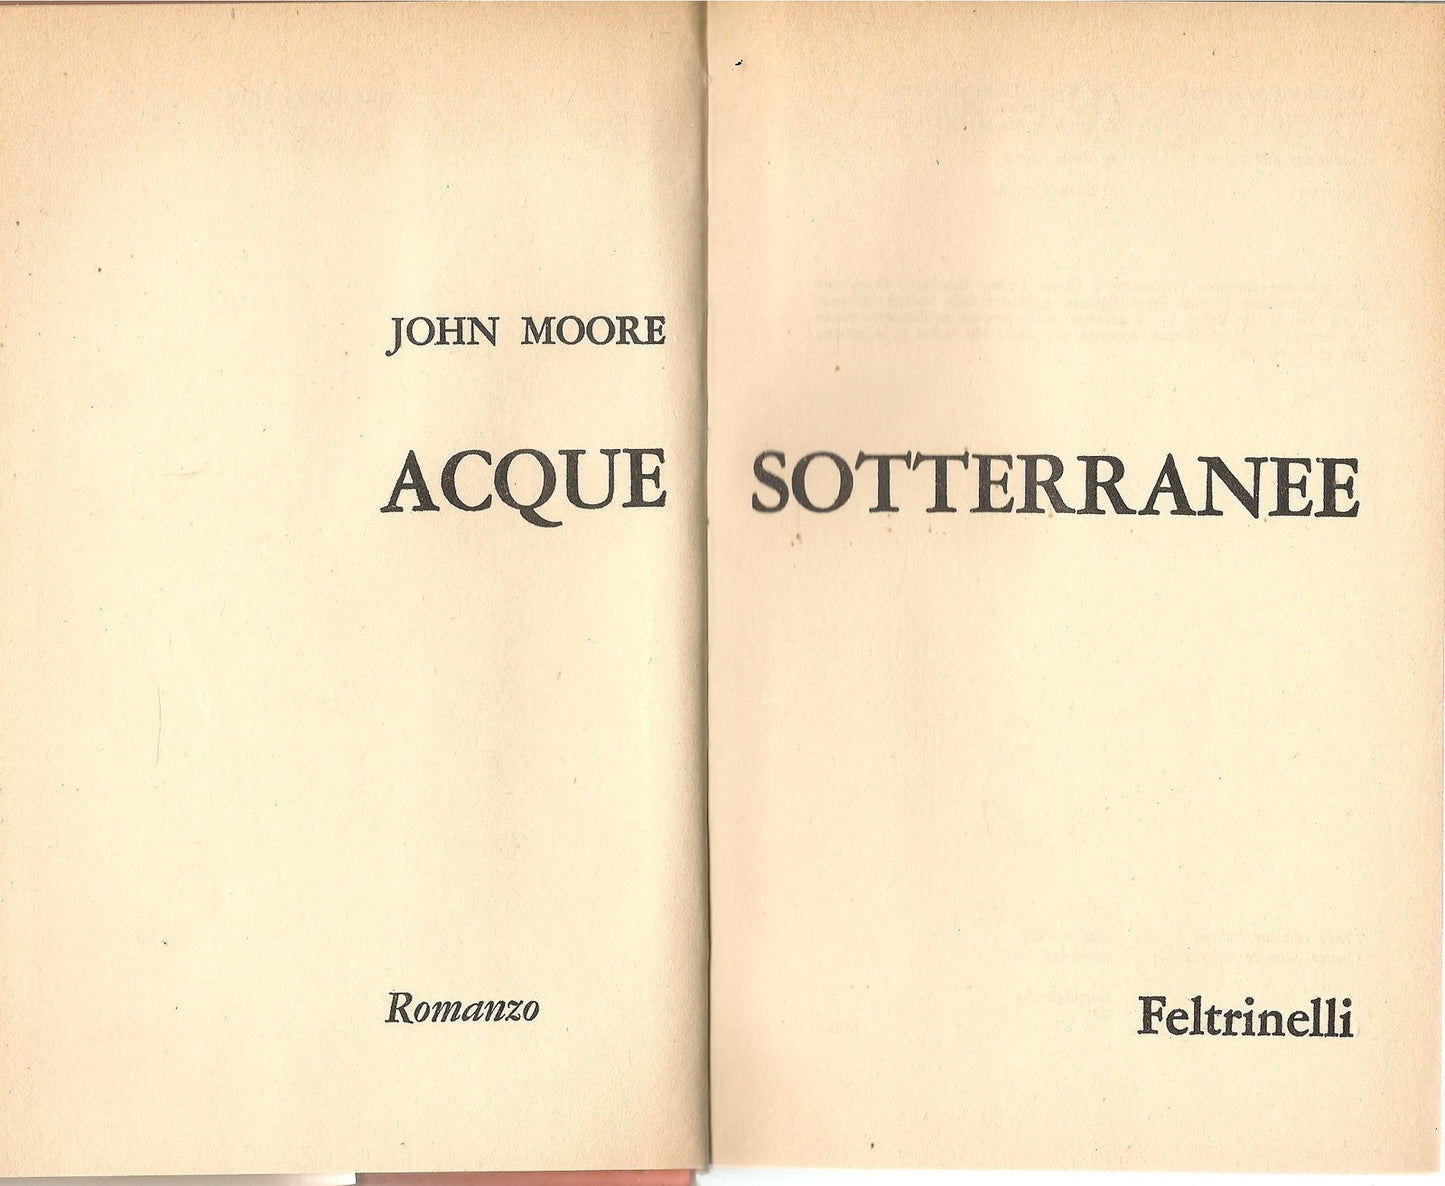 JOHN MOORE
ACQUE SOTTERRANEE
Romanzo
Feltrinelli